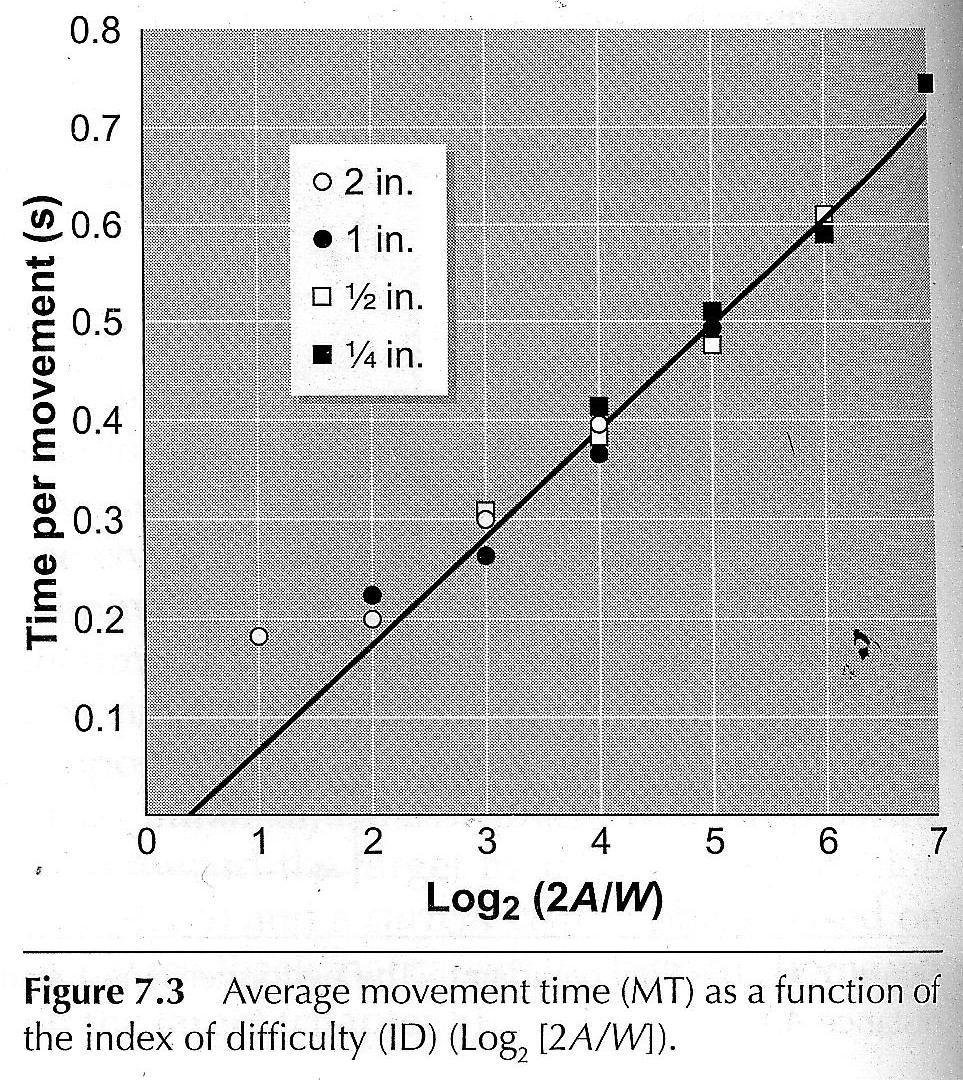 0.8
0.7
0.6
0.5
0.4
0.3
0.2
0.1
Time per movement (s)
2 in.
1 in.
½ in.
¼ in.
0 1 2 3 4 5 6 7
Log₂ (2A/W)
Figure 7.3 Average movement time (MT) as a function of
the index of difficulty (ID) (Log₂ [2A/W]).